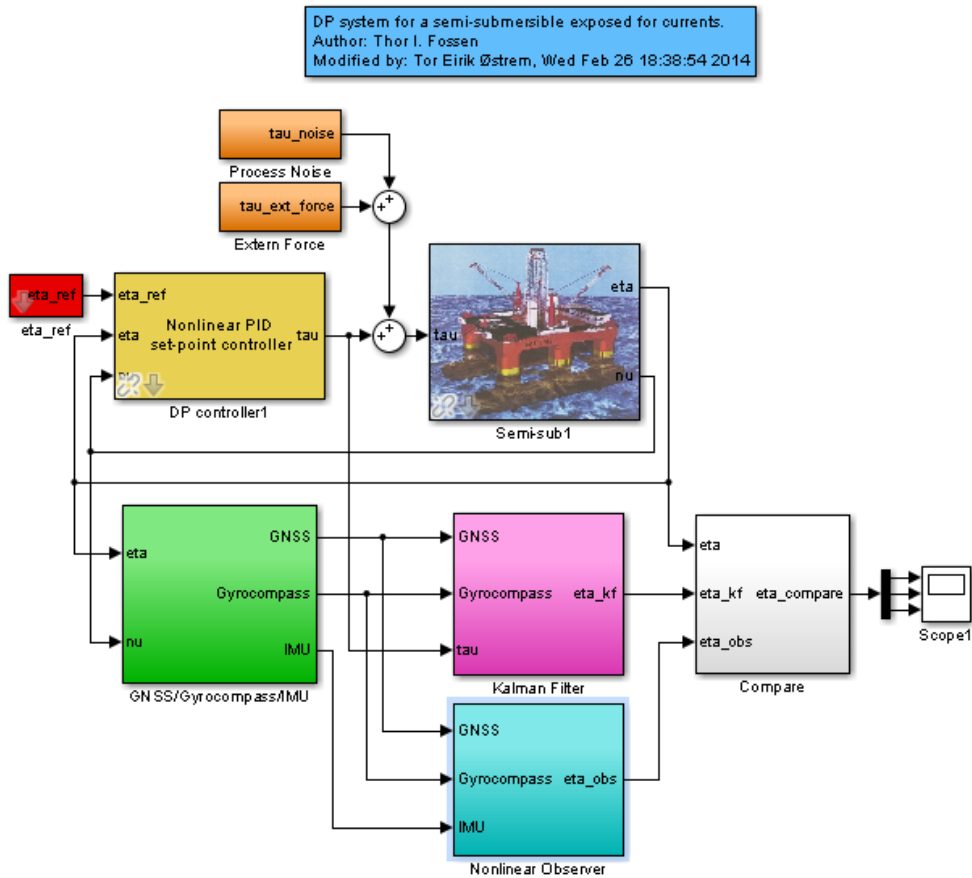 DP system for a semi-submersible exposed for currents.
Author: Thor I. Fossen
Modified by: Tor Eirik Østrem, Wed Feb 26 18:38:54 2014
tau_noise
Process Noise
tau_ext_force
Extern Force
eta_ref
eta_ref
eta_ref
eta
Nonlinear PID
set-point controller
tau
DP controller1
tau
eta
nu
Semi-sub1
eta
nu
GNSS
Gyrocompass
IMU
GNSS/Gyrocompass/IMU
GNSS
Gyrocompass
tau
eta_kf
Kalman Filter
GNSS
Gyrocompass
IMU
eta_obs
Nonlinear Observer
eta
eta_kf
eta_obs
eta_compare
Compare
Scope1